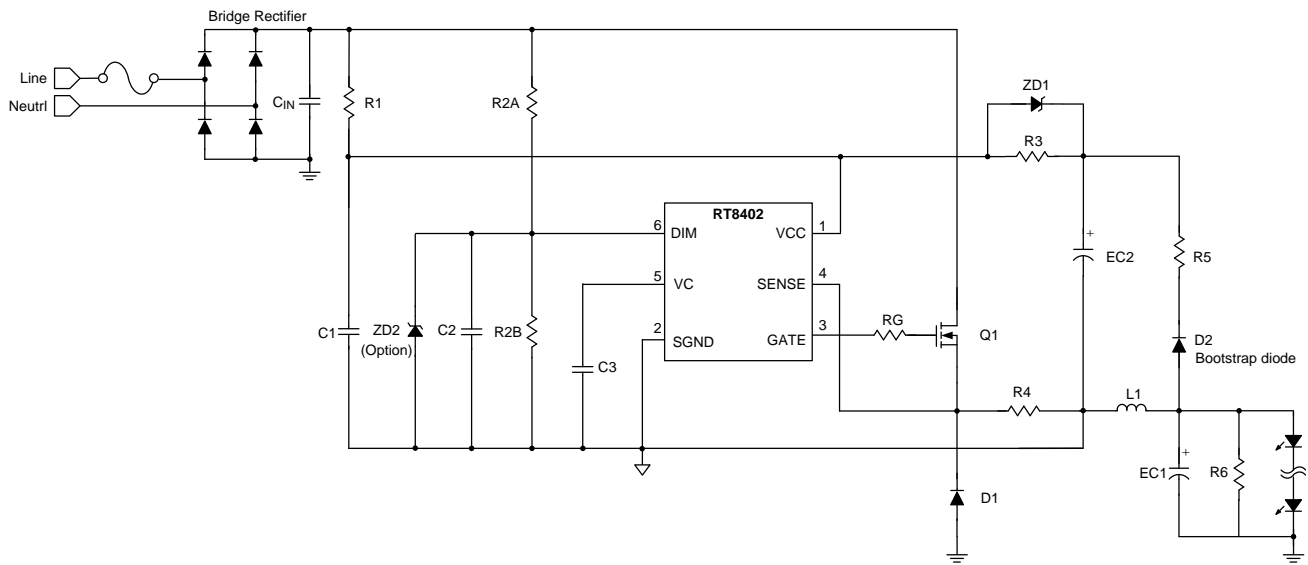 Bridge Rectifier
Line
Neutrl
CIN
R1
R2A
ZD1
R3
RT8402
6
DIM
VCC
1
5
VC
SENSE
4
2
SGND
GATE
3
EC2
+
R5
C1
ZD2
(Option)
C2
R2B
C3
RG
Q1
D2
Bootstrap diode
R4
L1
EC1
+
R6
D1